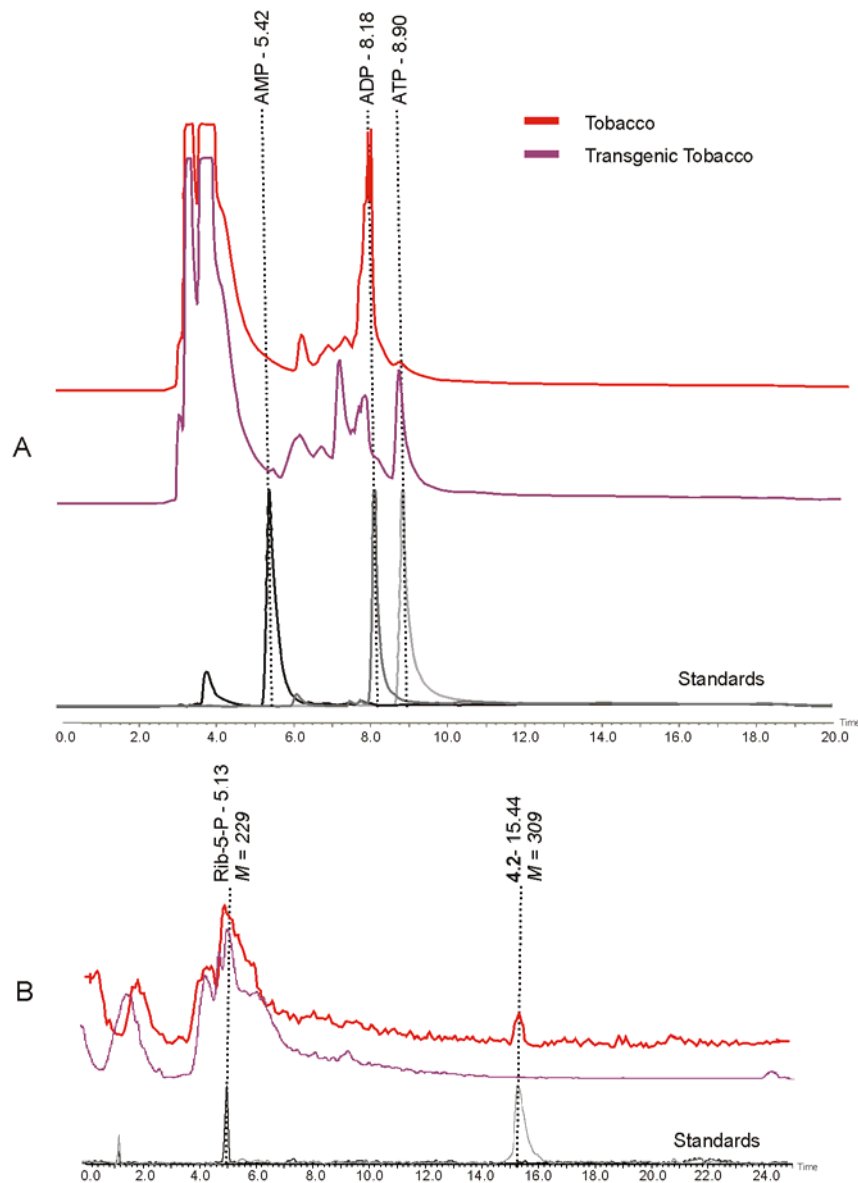 AMP - 5.42
ADP - 8.18
ATP - 8.90
Tobacco
Transgenic Tobacco
A
Standards
Time
0.0 2.0 4.0 6.0 8.0 10.0 12.0 14.0 16.0 18.0 20.0
Rib-5-P - 5.13
M = 229
4.2- 15.44
M = 309
B
Standards
Time
0.0 2.0 4.0 6.0 8.0 10.0 12.0 14.0 16.0 18.0 20.0 22.0 24.0